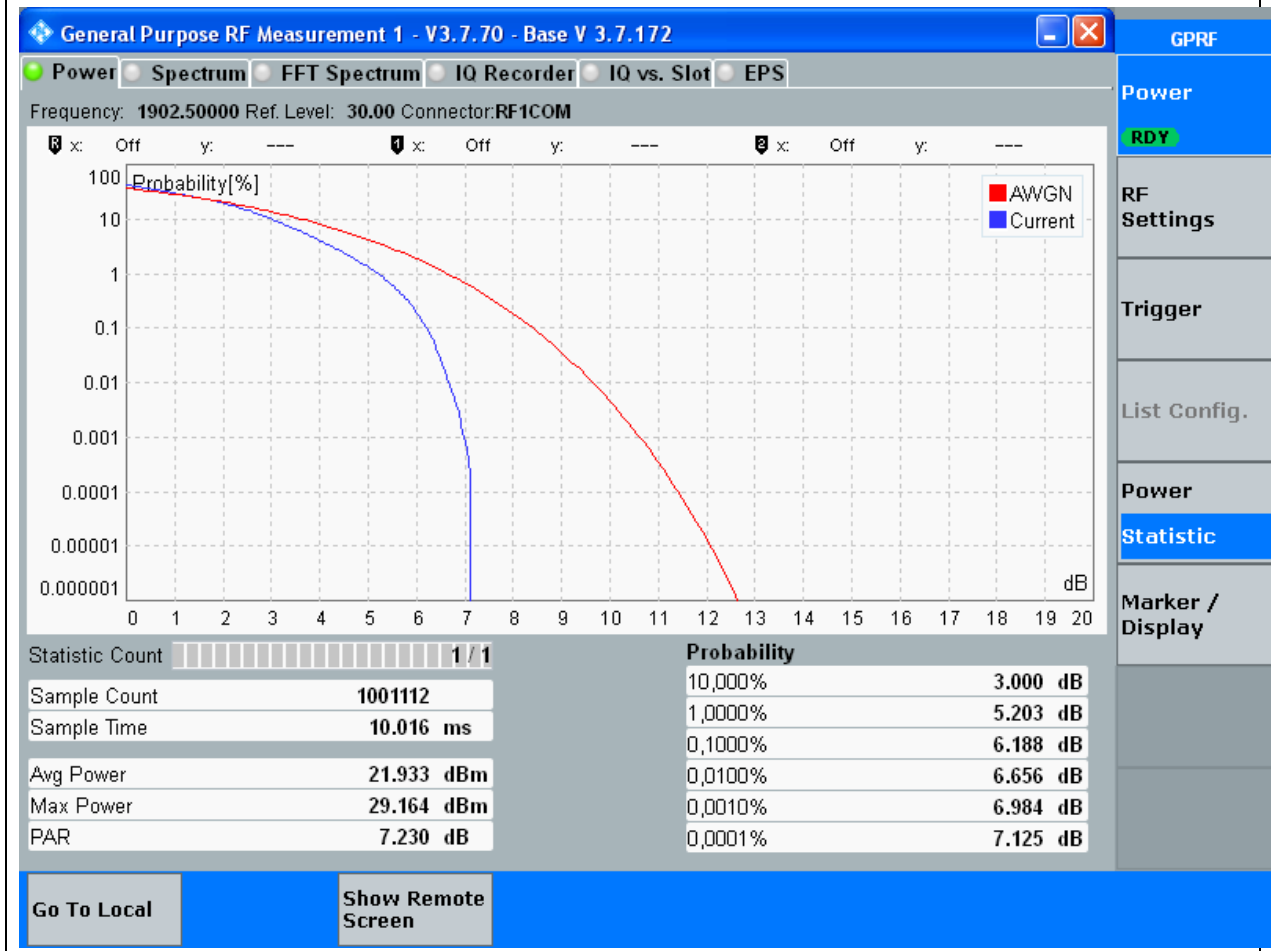 General Purpose RF Measurement 1 - V3.7.70 - Base V 3.7.172
GPRF
Power Spectrum FFT Spectrum IQ Recorder IQ vs. Slot EPS
Frequency: 1902.50000 Ref. Level: 30.00 Connector:RF1COM
R x: Off y: --- 1 x: Off y: --- 2 x: Off y: ---
Probability[%]
100
10
1
0.1
0.01
0.001
0.0001
0.00001
0.000001
AWGN
Current
dB
0 1 2 3 4 5 6 7 8 9 10 11 12 13 14 15 16 17 18 19 20
Statistic Count 1 / 1
Sample Count 1001112
Sample Time 10.016 ms
Avg Power 21.933 dBm
Max Power 29.164 dBm
PAR 7.230 dB
Probability
10,000% 3.000 dB
1,0000% 5.203 dB
0,1000% 6.188 dB
0,0100% 6.656 dB
0,0010% 6.984 dB
0,0001% 7.125 dB
Power
RDY
RF
Settings
Trigger
List Config.
Power
Statistic
Marker /
Display
Go To Local
Show Remote
Screen